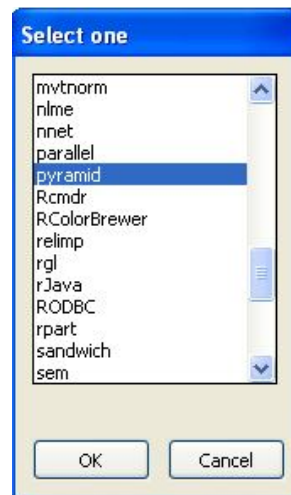 Select one
mvtnorm
nlme
nnet
parallel
pyramid
Rcmdr
RColorBrewer
relimp
rgl
rJava
RODBC
rpart
sandwich
sem
OK Cancel